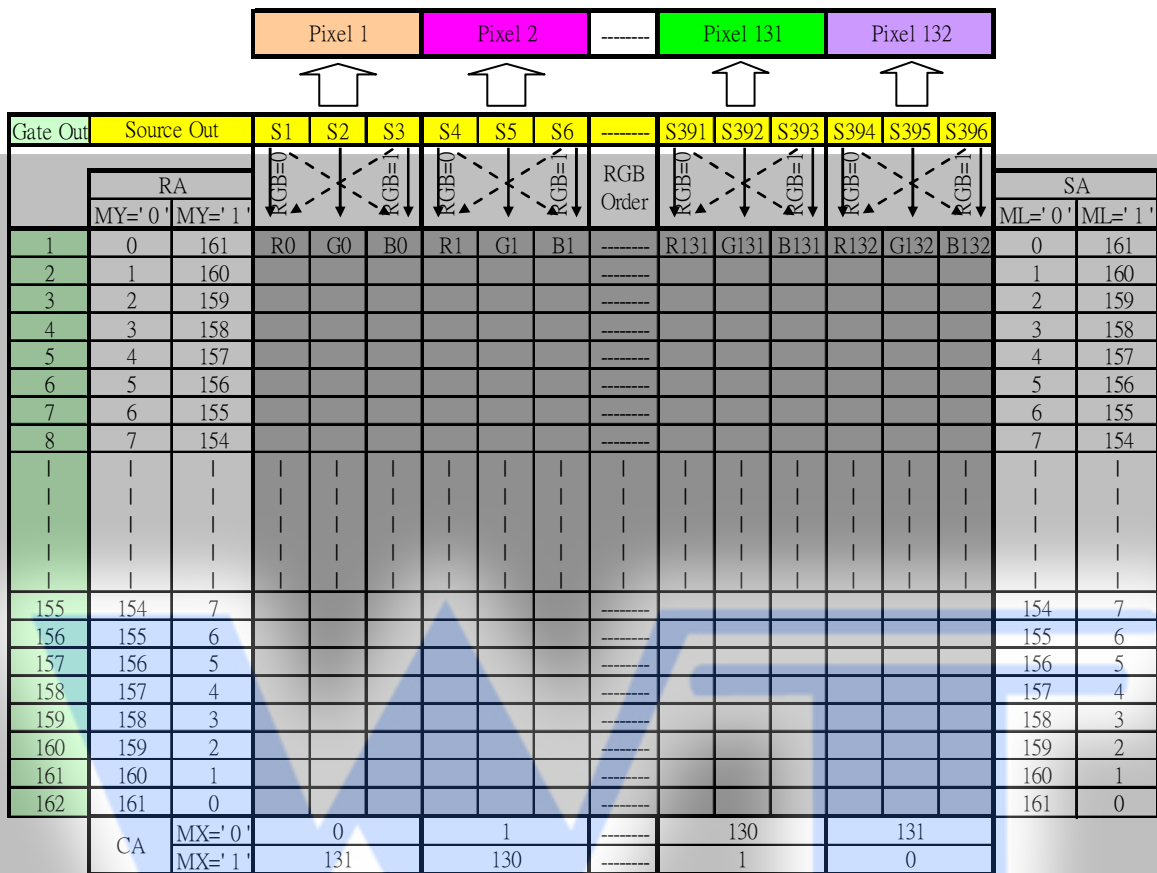 Pixel 1 Pixel 2 -------- Pixel 131 Pixel 132
Gate Out Source Out S1 S2 S3 S4 S5 S6 -------- S391 S392 S393 S394 S395 S396
RGB=0 RGB=1 RGB=0 RGB=1 RGB Order RGB=0 RGB=1 RGB=0 RGB=1
RA SA
MY='0' MY='1' ML='0' ML='1'
1 0 161 R0 G0 B0 R1 G1 B1 -------- R131 G131 B131 R132 G132 B132 0 161
2 1 160 -------- 1 160
3 2 159 -------- 2 159
4 3 158 -------- 3 158
5 4 157 -------- 4 157
6 5 156 -------- 5 156
7 6 155 -------- 6 155
8 7 154 -------- 7 154
155 154 7 -------- 154 7
156 155 6 -------- 155 6
157 156 5 -------- 156 5
158 157 4 -------- 157 4
159 158 3 -------- 158 3
160 159 2 -------- 159 2
161 160 1 -------- 160 1
162 161 0 -------- 161 0
CA MX='0' 0 1 -------- 130 131
MX='1' 131 130 -------- 1 0